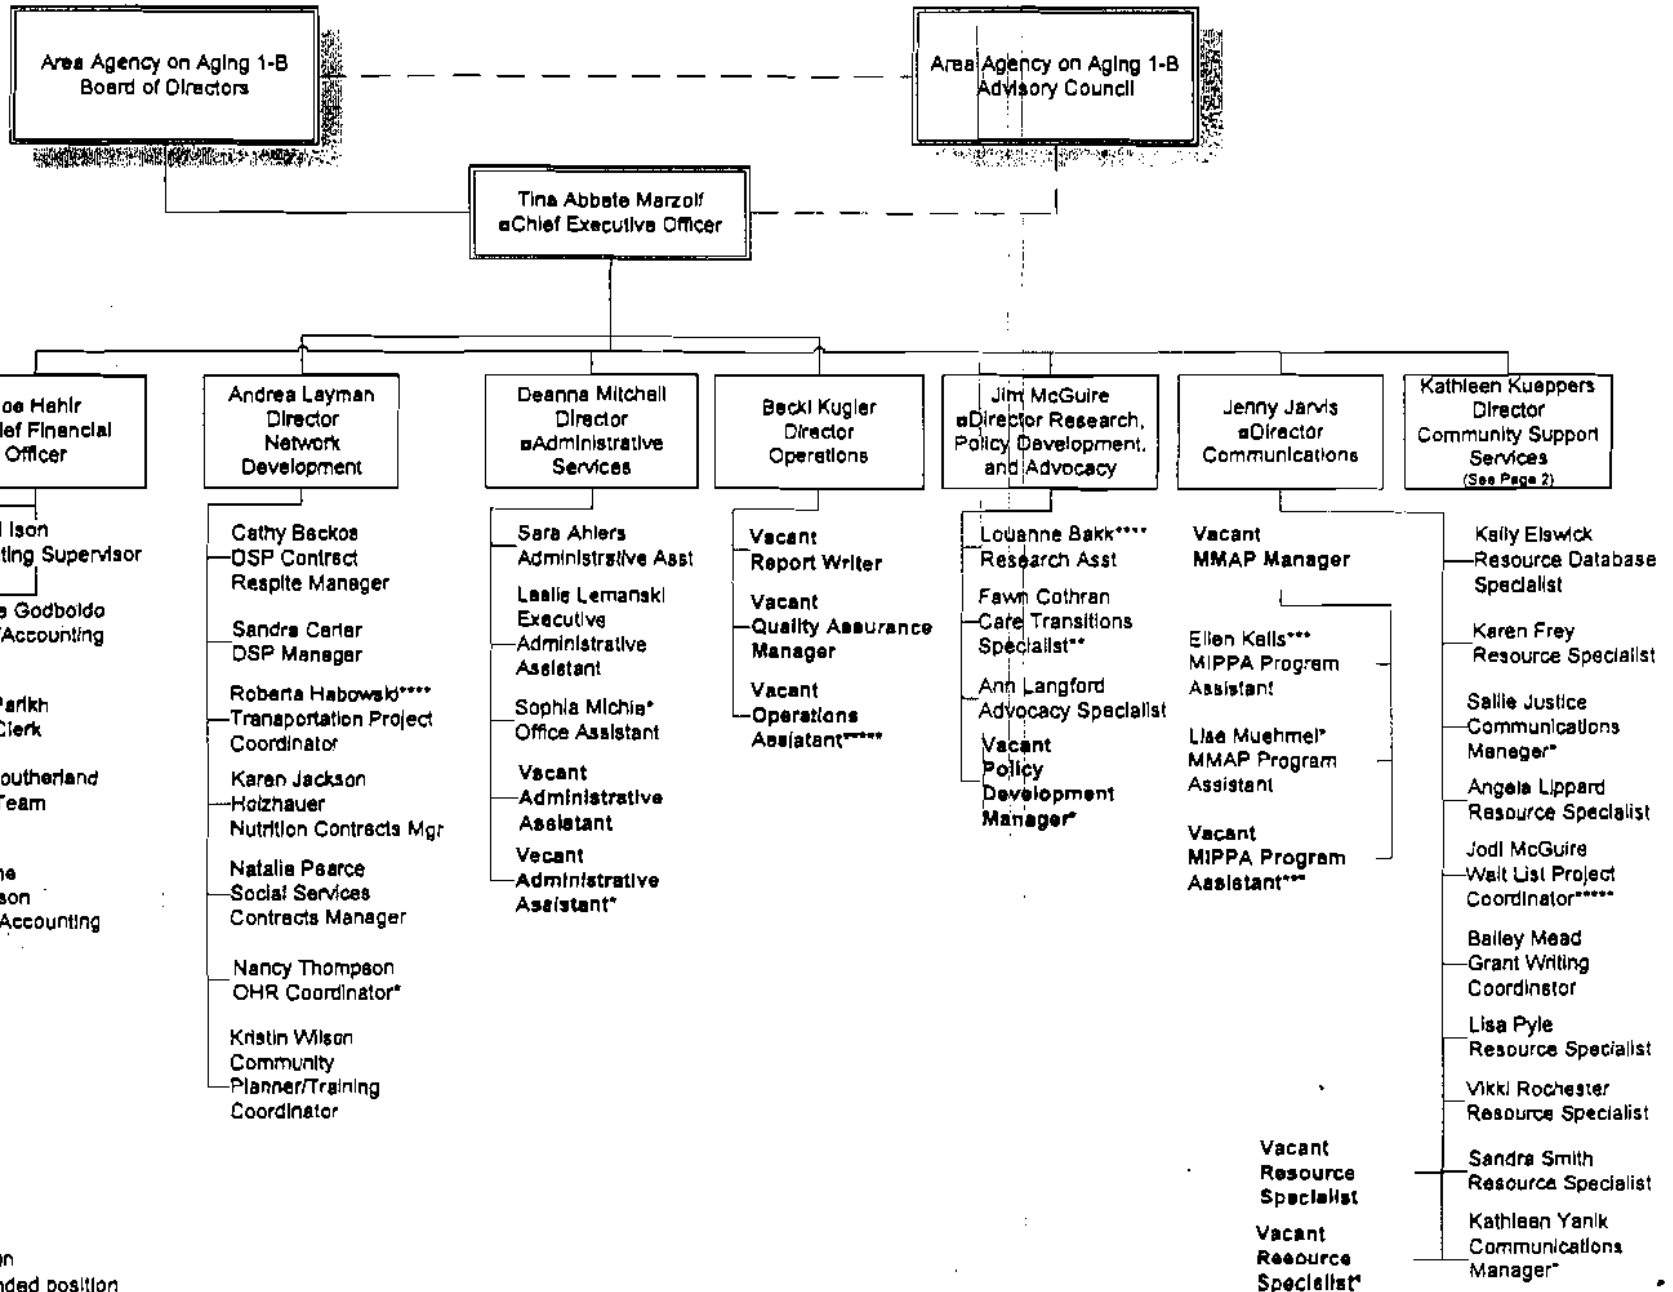 Area Agency on Aging 1-B
Board of Directors
Area Agency on Aging 1-B
Advisory Council
Tina Abbate Marzolf
Chief Executive Officer
oe Hahir
ief Financial
Officer
Andrea Layman
Director
Network
Development
Deanna Mitchell
Director
Administrative
Services
Becki Kugler
Director
Operations
Jim McGuire
Director Research,
Policy Development,
and Advocacy
Jenny Jarvis
Director
Communications
Kathleen Kueppers
Director
Community Support
Services
(See Page 2)
l Ison
ting Supervisor
e Godboldo
/Accounting
Parikh
Clerk
outherland
Team
ne
son
Accounting
on
nded position
Cathy Backos
DSP Contract
Respite Manager
Sandra Carter
DSP Manager
Roberta Habowski****
Transportation Project
Coordinator
Karen Jackson
Holzhauer
Nutrition Contracts Mgr
Natalie Pearce
Social Services
Contracts Manager
Nancy Thompson
OHR Coordinator*
Kristin Wilson
Community
Planner/Training
Coordinator
Sara Ahlers
Administrative Asst
Leslie Lemanski
Executive
Administrative
Assistant
Sophia Michie*
Office Assistant
Vacant
Administrative
Assistant
Vacant
Administrative
Assistant*
Vacant
Report Writer
Vacant
Quality Assurance
Manager
Vacant
Operations
Assistant*****
Louanne Bakk****
Research Asst
Fawn Cothran
Care Transitions
Specialist**
Ann Langford
Advocacy Specialist
Vacant
Policy
Development
Manager*
Vacant
MMAP Manager
Ellen Kalls***
MIPPA Program
Assistant
Lisa Muehmel*
MMAP Program
Assistant
Vacant
MIPPA Program
Assistant***
Kelly Elswick
Resource Database
Specialist
Karen Frey
Resource Specialist
Sallie Justice
Communications
Manager*
Angela Lippard
Resource Specialist
Jodi McGuire
Wait List Project
Coordinator*****
Bailey Mead
Grant Writing
Coordinator
Lisa Pyle
Resource Specialist
Vikki Rochester
Resource Specialist
Vacant
Resource
Specialist
Sandra Smith
Resource Specialist
Vacant
Resource
Specialist*
Kathleen Yanik
Communications
Manager*